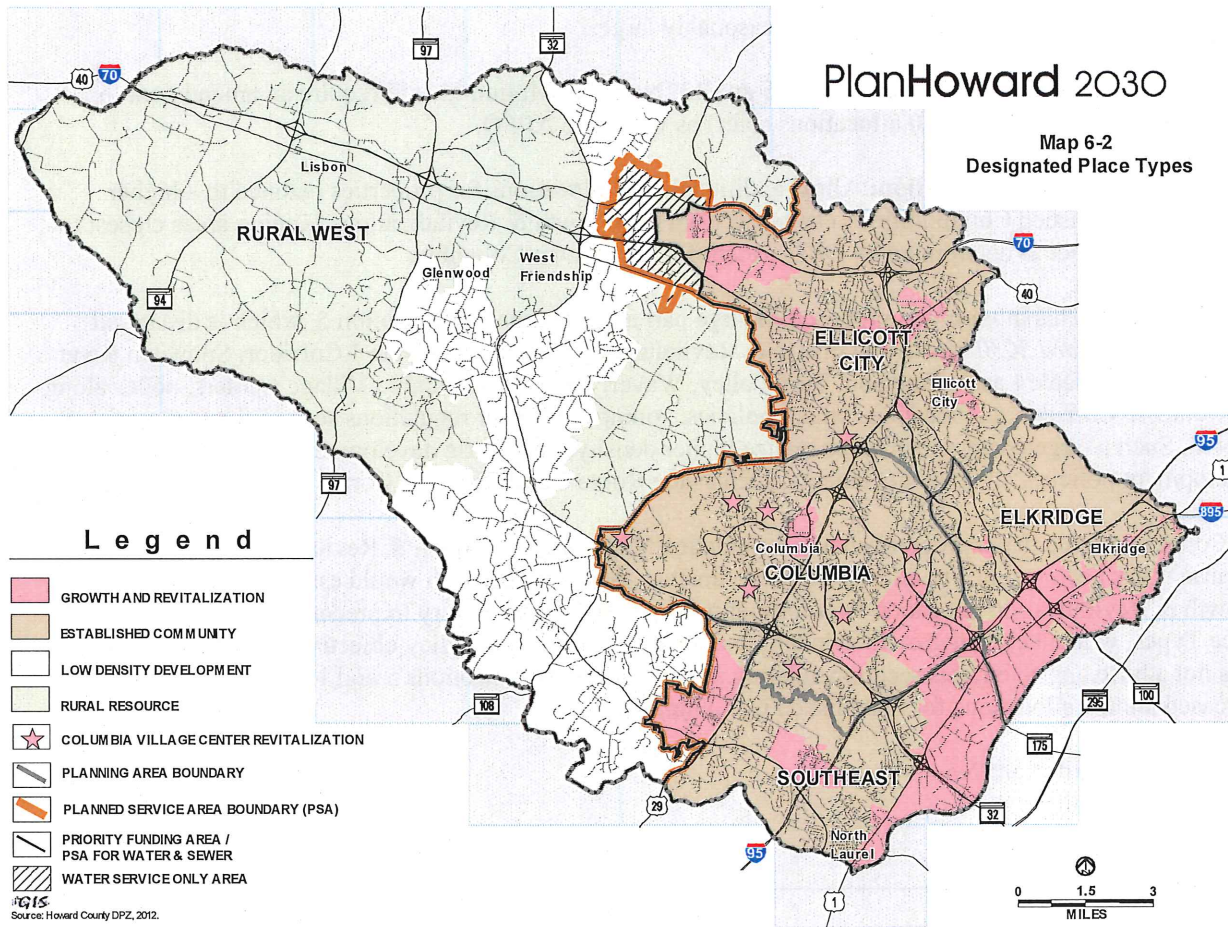 PlanHoward 2030
Map 6-2
Designated Place Types
40
70
97
32
Lisbon
RURAL WEST
Glenwood
West
Friendship
94
70
40
ELLICOTT
CITY
Ellicott
City
97
95
1
895
ELKRIDGE
Elkridge
Columbia
COLUMBIA
108
29
SOUTHEAST
North
Laurel
95
1
32
175
295
100
Legend
GROWTH AND REVITALIZATION
ESTABLISHED COMMUNITY
LOW DENSITY DEVELOPMENT
RURAL RESOURCE
COLUMBIA VILLAGE CENTER REVITALIZATION
PLANNING AREA BOUNDARY
PLANNED SERVICE AREA BOUNDARY (PSA)
PRIORITY FUNDING AREA /
PSA FOR WATER & SEWER
WATER SERVICE ONLY AREA
GIS
Source: Howard County DPZ, 2012.
0 1.5 3
MILES